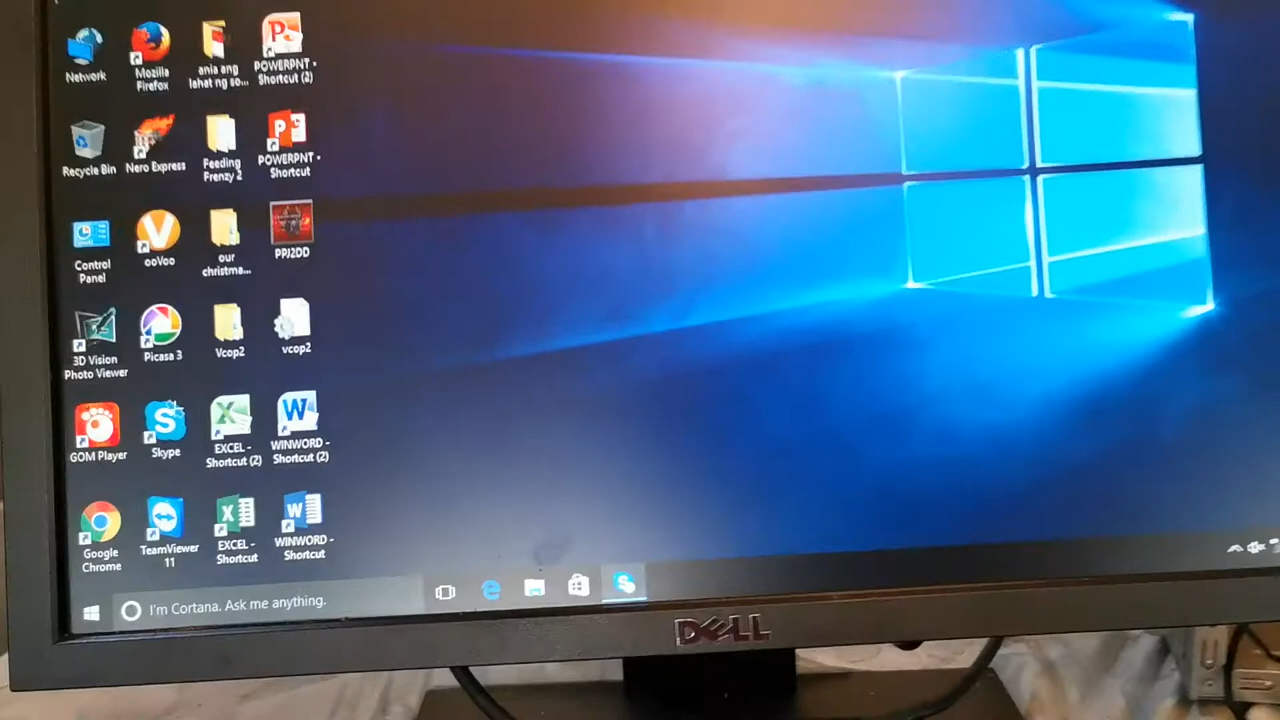 Network
Mozilla
Firefox
ania ang
lahat ng so...
POWERPNT -
Shortcut (2)
Recycle Bin
Nero Express
Feeding
Frenzy 2
POWERPNT -
Shortcut
Control
Panel
ooVoo
our
christma...
PPJ2DD
3D Vision
Photo Viewer
Picasa 3
Vcop2
vcop2
GOM Player
Skype
EXCEL -
Shortcut (2)
WINWORD -
Shortcut (2)
Google
Chrome
TeamViewer
11
EXCEL -
Shortcut
WINWORD -
Shortcut
I'm Cortana. Ask me anything.
DELL